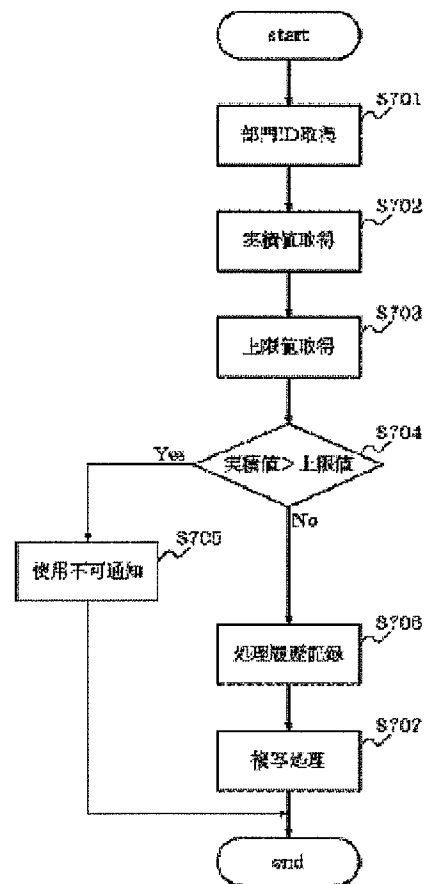 start
S701
部門ID取得
S702
実績値取得
S703
上限値取得
S704
実績値> 上限値
Yes
No
S705
使用不可通知
S706
処理履歴記録
S707
複写処理
end